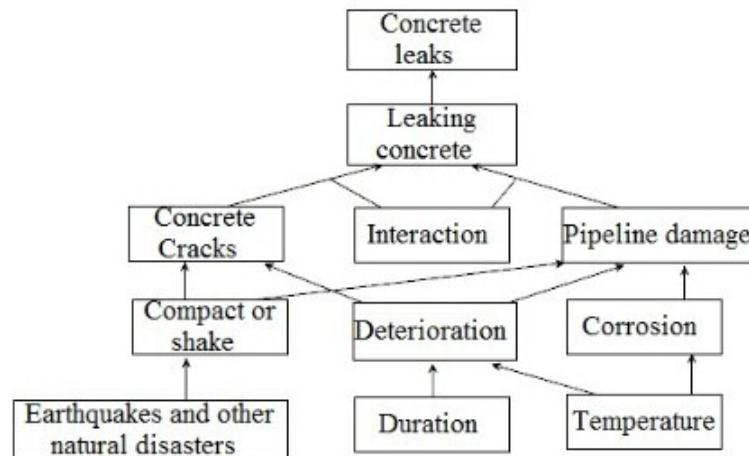 Concrete
leaks
Leaking
concrete
Concrete
Cracks
Interaction
Pipeline damage
Compact or
shake
Deterioration
Corrosion
Earthquakes and other
natural disasters
Duration
Temperature